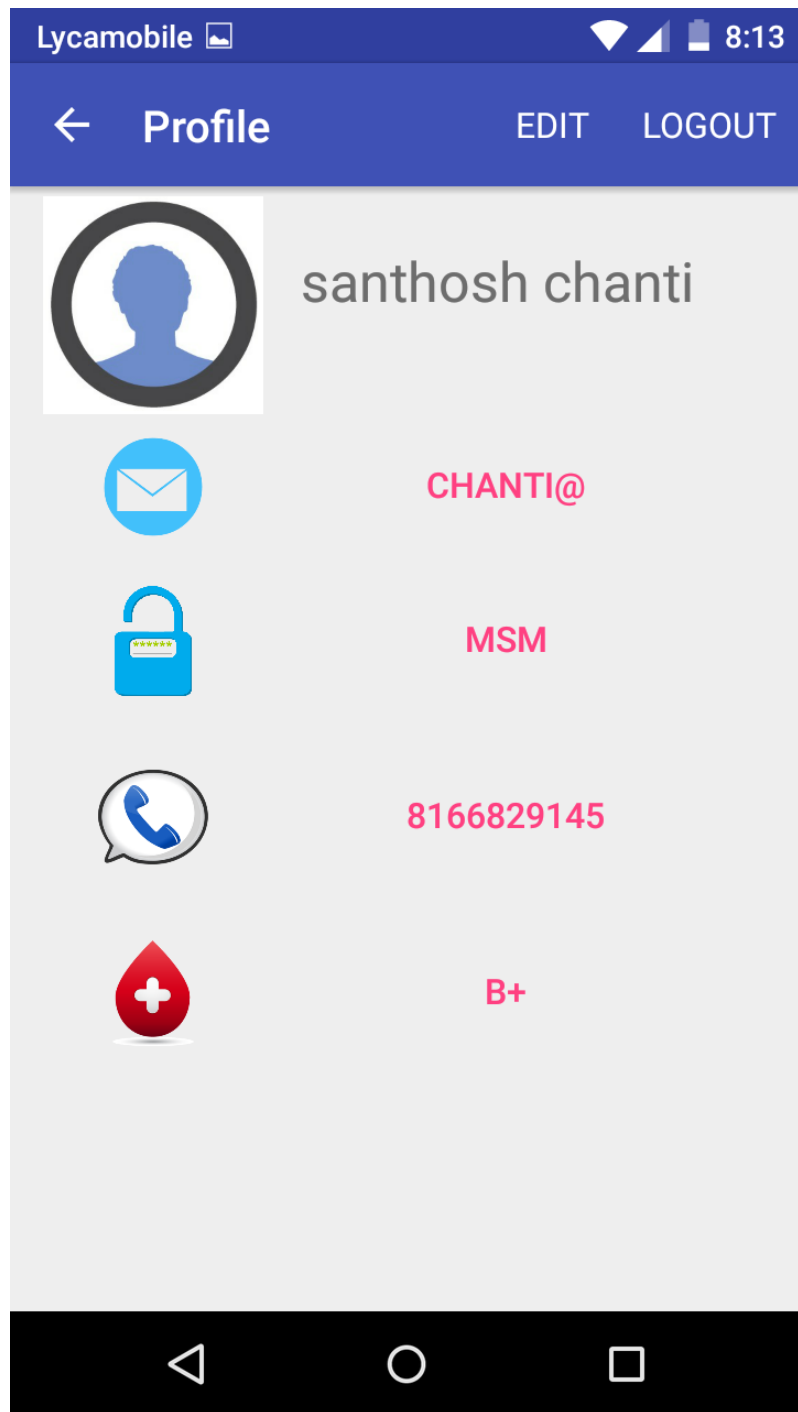 Lycamobile 8:13
Profile EDIT LOGOUT
santhosh chanti
CHANTI@
******
MSM
8166829145
B+